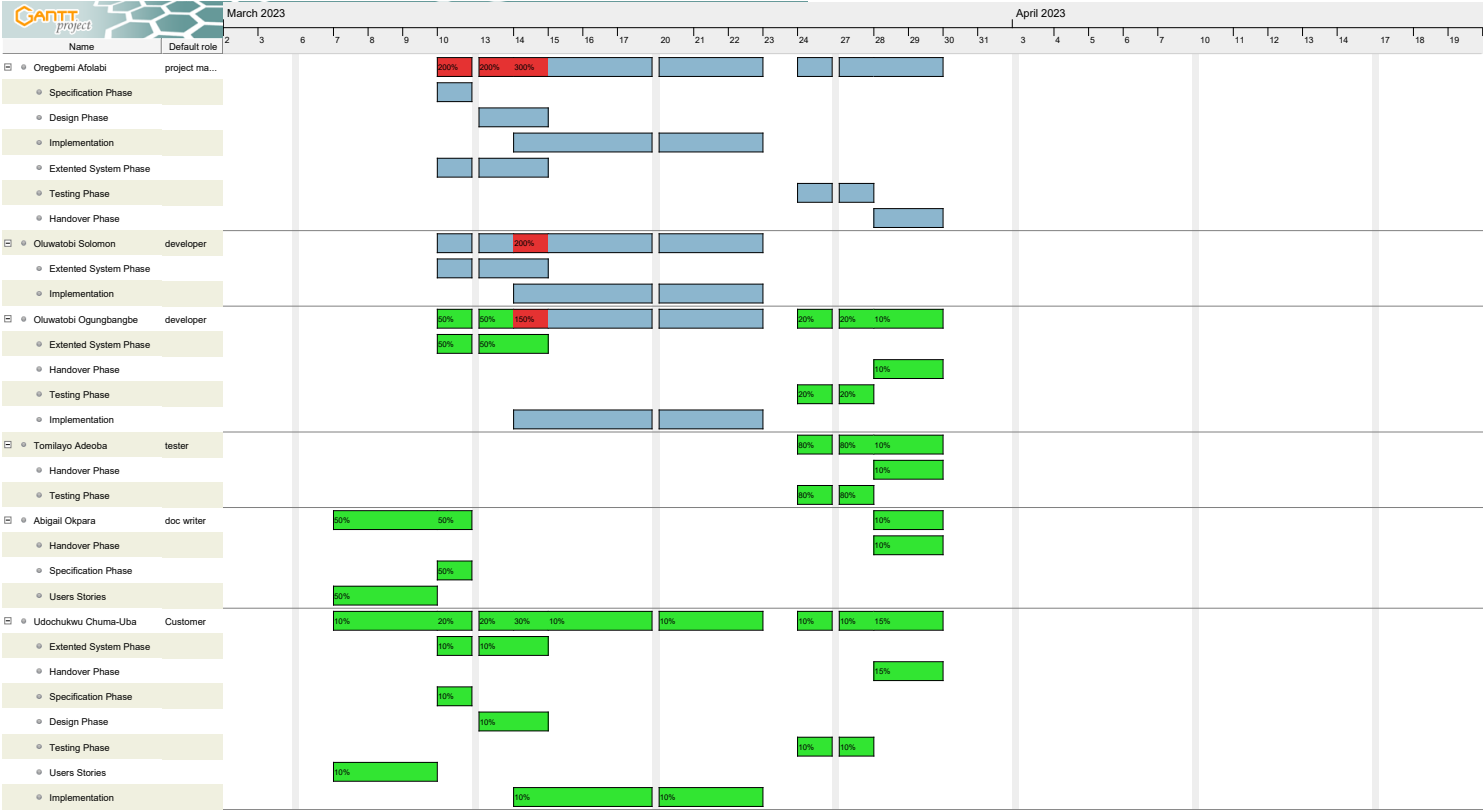 GANTT project March 2023 April 2023
Name Default role 2 3 6 7 8 9 10 13 14 15 16 17 20 21 22 23 24 27 28 29 30 31 3 4 5 6 7 10 11 12 13 14 17 18 19
Oregbemi Afolabi project ma... 200% 200% 300%
Specification Phase
Design Phase
Implementation
Extented System Phase
Testing Phase
Handover Phase
Oluwatobi Solomon developer 200%
Extented System Phase
Implementation
Oluwatobi Ogungbangbe developer 50% 50% 150% 20% 20% 10%
Extented System Phase 50% 50%
Handover Phase 10%
Testing Phase 20% 20%
Implementation
Tomilayo Adeoba tester 80% 80% 10%
Handover Phase 10%
Testing Phase 80% 80%
Abigail Okpara doc writer 50% 50% 10%
Handover Phase 10%
Specification Phase 50%
Users Stories 50%
Udochukwu Chuma-Uba Customer 10% 20% 20% 30% 10% 10% 10% 10% 15%
Extented System Phase 10% 10%
Handover Phase 15%
Specification Phase 10%
Design Phase 10%
Testing Phase 10% 10%
Users Stories 10%
Implementation 10% 10%